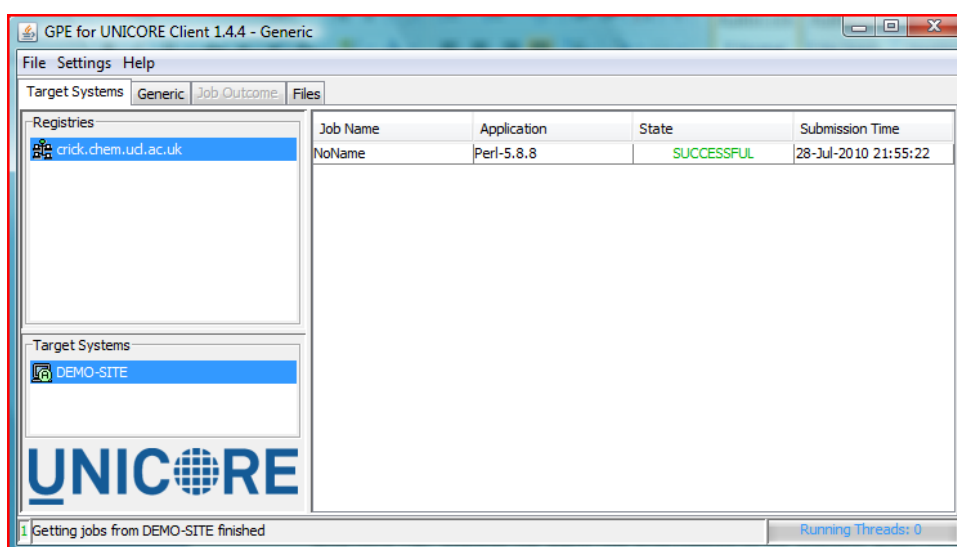 GPE for UNICORE Client 1.4.4 - Generic
File Settings Help
Target Systems Generic Job Outcome Files
Registries
crick.chem.ucl.ac.uk
Job Name Application State Submission Time
NoName Perl-5.8.8 SUCCESSFUL 28-Jul-2010 21:55:22
Target Systems
DEMO-SITE
UNICORE
1 Getting jobs from DEMO-SITE finished
Running Threads: 0